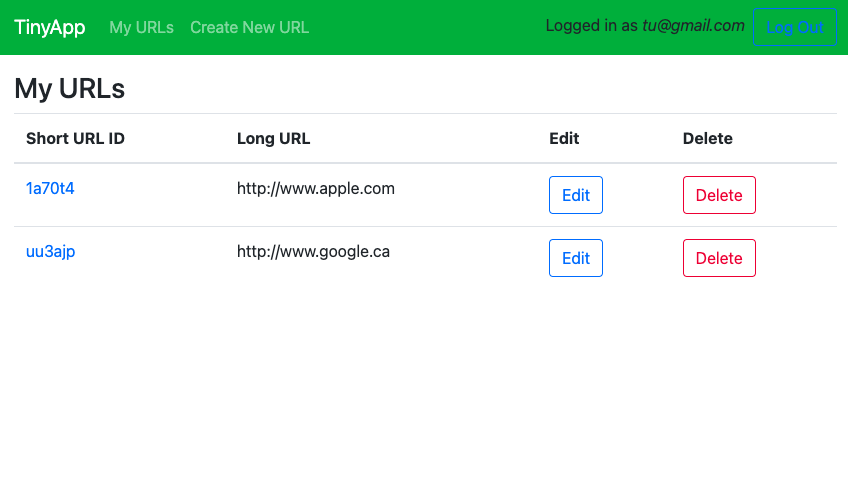 TinyApp My URLs Create New URL Logged in as tu@gmail.com Log Out
My URLs
Short URL ID Long URL Edit Delete
1a70t4 http://www.apple.com Edit Delete
uu3ajp http://www.google.ca Edit Delete